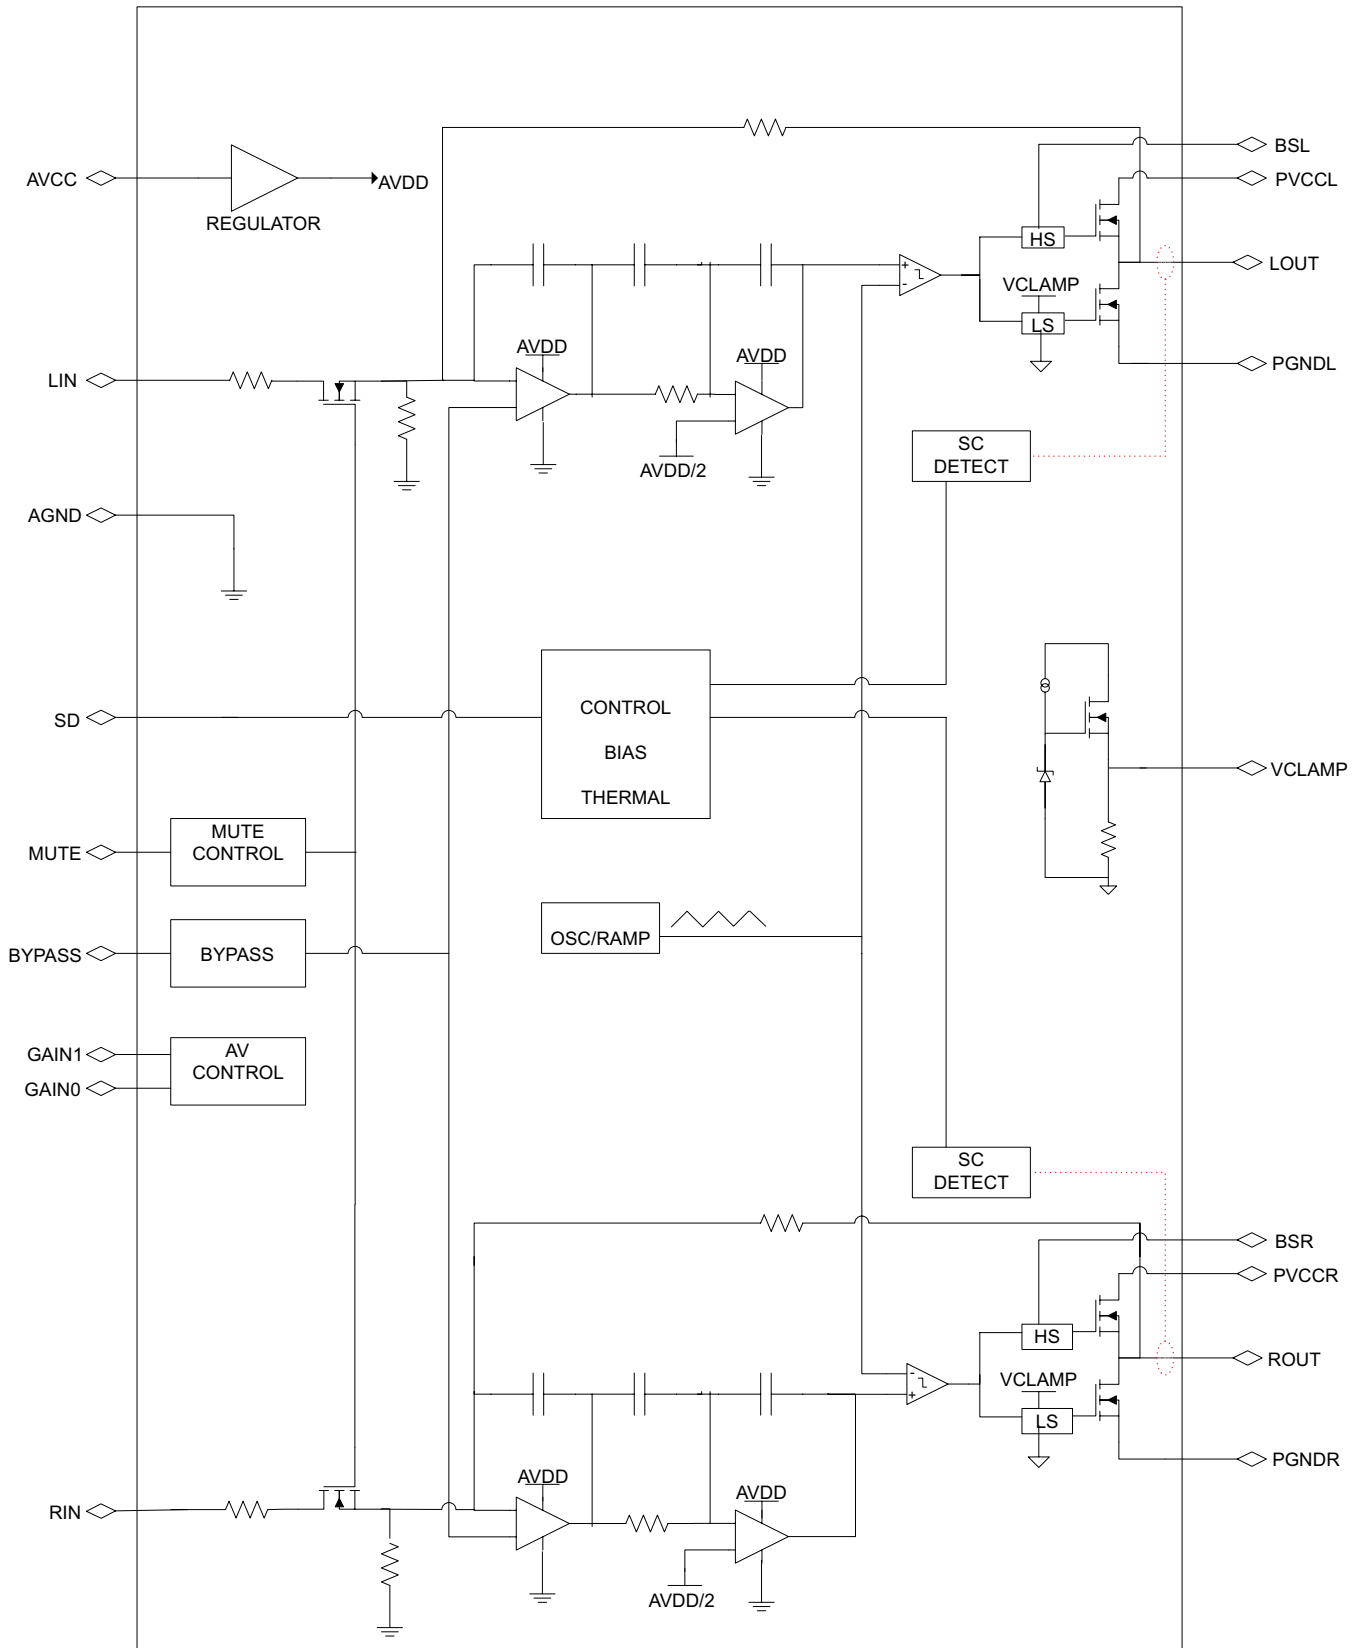 BSL
AVCC
AVDD
PVCCL
REGULATOR
HS
+
-
LOUT
VCLAMP
LS
AVDD
AVDD
LIN
PGNDL
SC
DETECT
AVDD/2
AGND
CONTROL
BIAS
THERMAL
SD
VCLAMP
MUTE
MUTE
CONTROL
OSC/RAMP
BYPASS
BYPASS
GAIN1
GAIN0
AV
CONTROL
SC
DETECT
BSR
PVCCR
HS
-
+
ROUT
VCLAMP
LS
PGNDR
AVDD
AVDD
RIN
AVDD/2